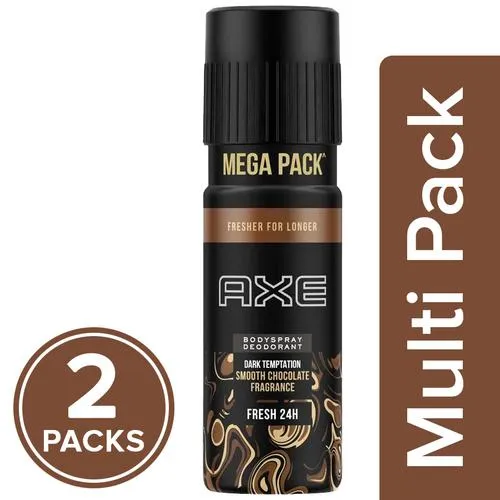 MEGA PACK^
FRESHER FOR LONGER
AXE
BODYSPRAY
DEODORANT
DARK TEMPTATION
SMOOTH CHOCOLATE
FRAGRANCE
FRESH 24H
2
PACKS
Multi Pack